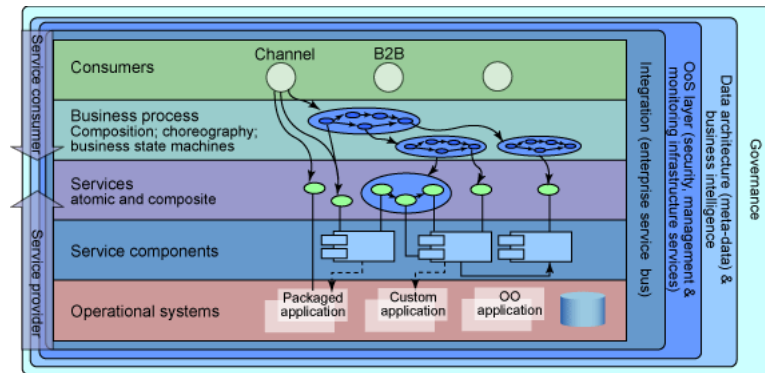 Service consumer
Service provider
Channel
B2B
Consumers
Business process
Composition; choreography;
business state machines
Services
atomic and composite
Service components
Operational systems
Packaged
application
Custom
application
OO
application
Integration (enterprise service bus)
QoS layer (security, management &
monitoring infrastructure services)
Data architecture (meta-data) &
business intelligence
Governance